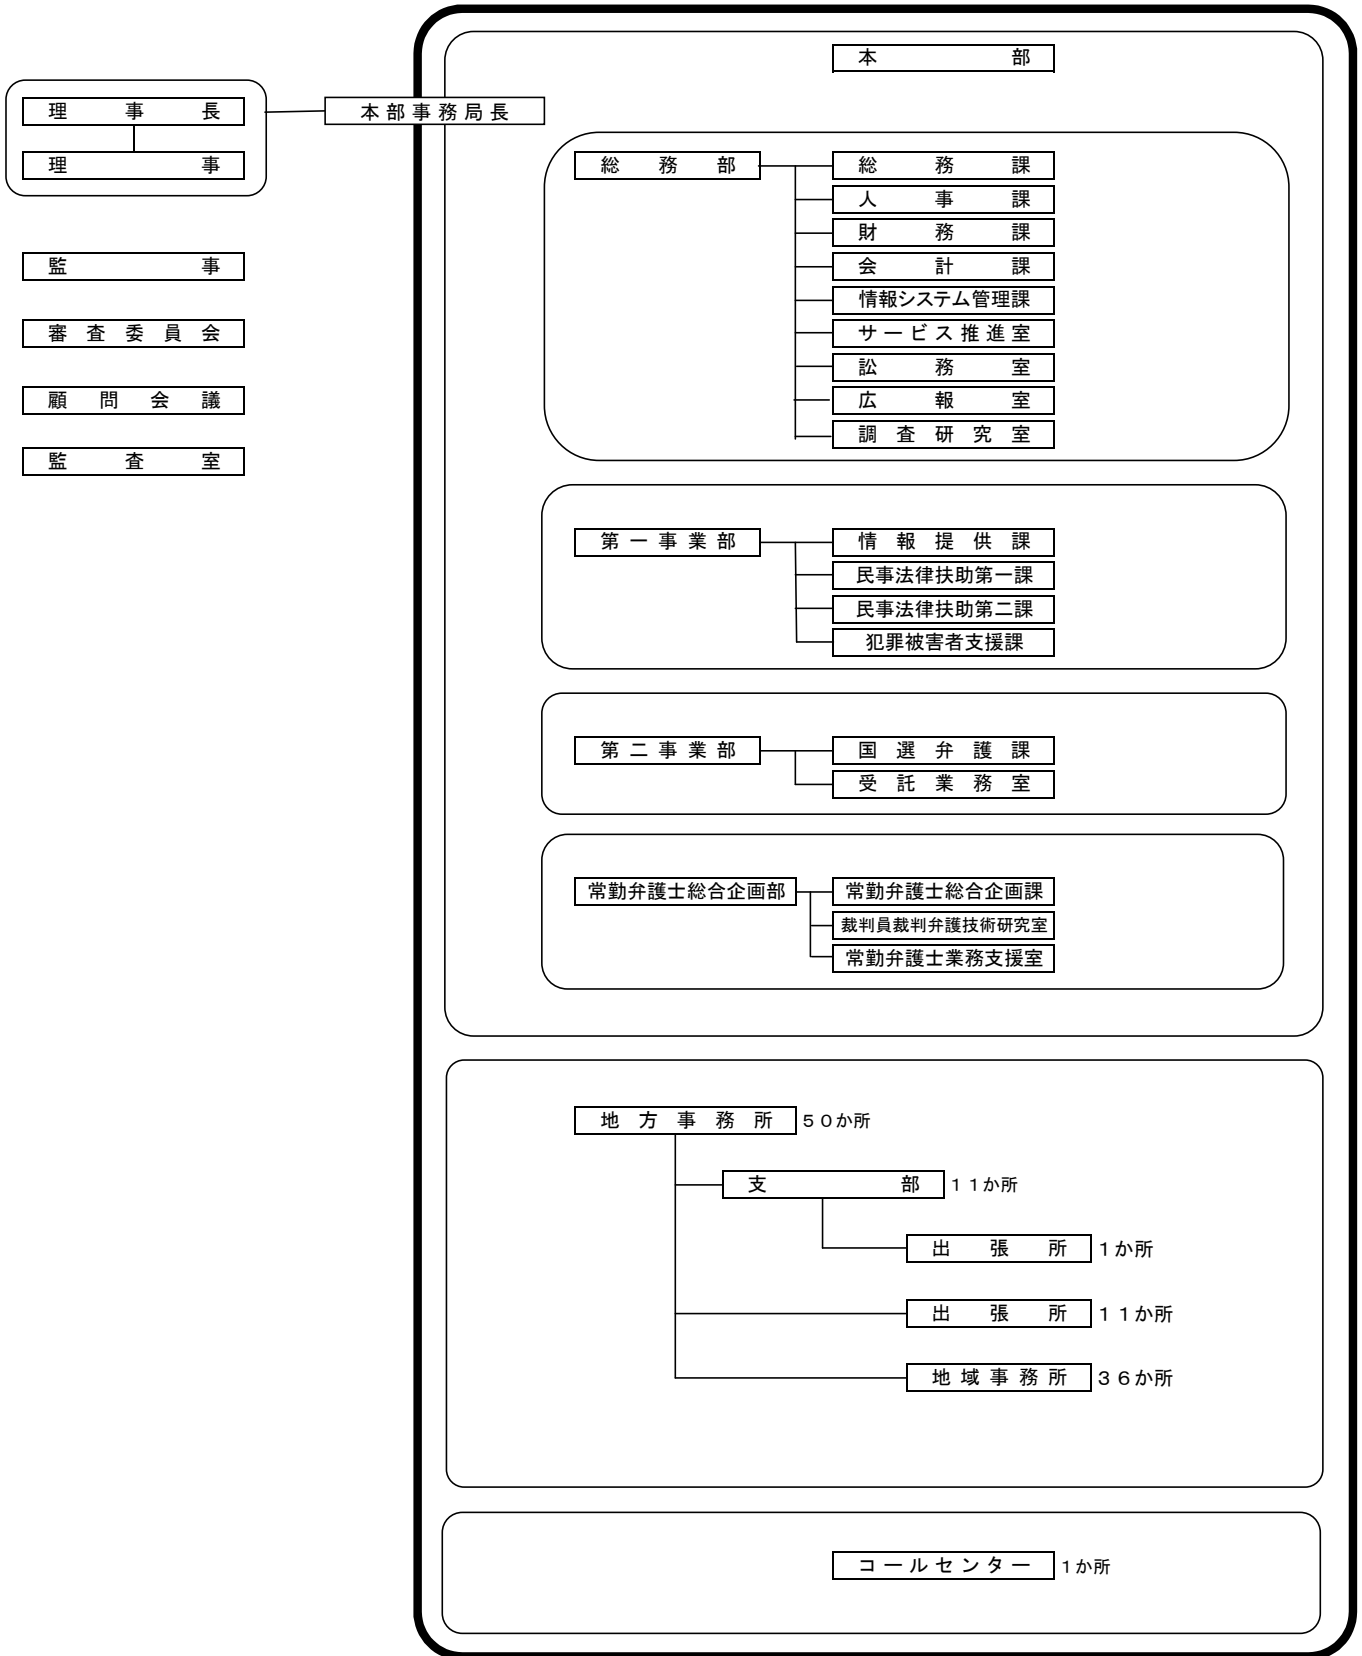 本部
理事長
本部事務局長
理事
監事
審査委員会
顧問会議
監査室
総務部
総務課
人事課
財務課
会計課
情報システム管理課
サービス推進室
訟務室
広報室
調査研究室
第一事業部
情報提供課
民事法律扶助第一課
民事法律扶助第二課
犯罪被害者支援課
第二事業部
国選弁護課
受託業務室
常勤弁護士総合企画部
常勤弁護士総合企画課
裁判員裁判弁護技術研究室
常勤弁護士業務支援室
地方事務所 ５０か所
支部 １１か所
出張所 １か所
出張所 １１か所
地域事務所 ３６か所
コールセンター １か所